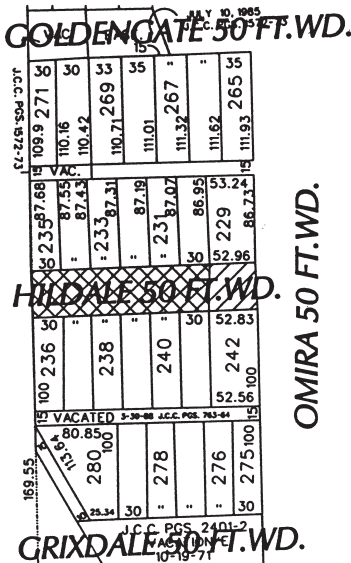 JULY 10, 1985
GOLDENGATE 50 FT.WD.
15
30 30 33 35 " " 35
J.C.C. PGS. 1572-73
271 269 267 265
109.9 110.16 110.42 110.71 111.01 111.32 111.62 111.93
15 VAC. 15
87.68 87.55 87.43 87.31 87.19 87.07 86.95 53.24 86.73
235 233 231 229
30 " " " " 30 52.96
HILDALE 50 FT.WD.
OMIRA 50 FT.WD.
30 " " " " 30 52.83
236 238 240 242
100 52.56 100
15 VACATED 3-30-88 J.C.C. PGS. 763-64 15
80.85
113.64 100 100
169.55
280 278 276 275
25.34 30 " " 30
J.C.C. PGS. 2401-2
GRIXDALE 50 FT.WD.
VACATION
10-19-71